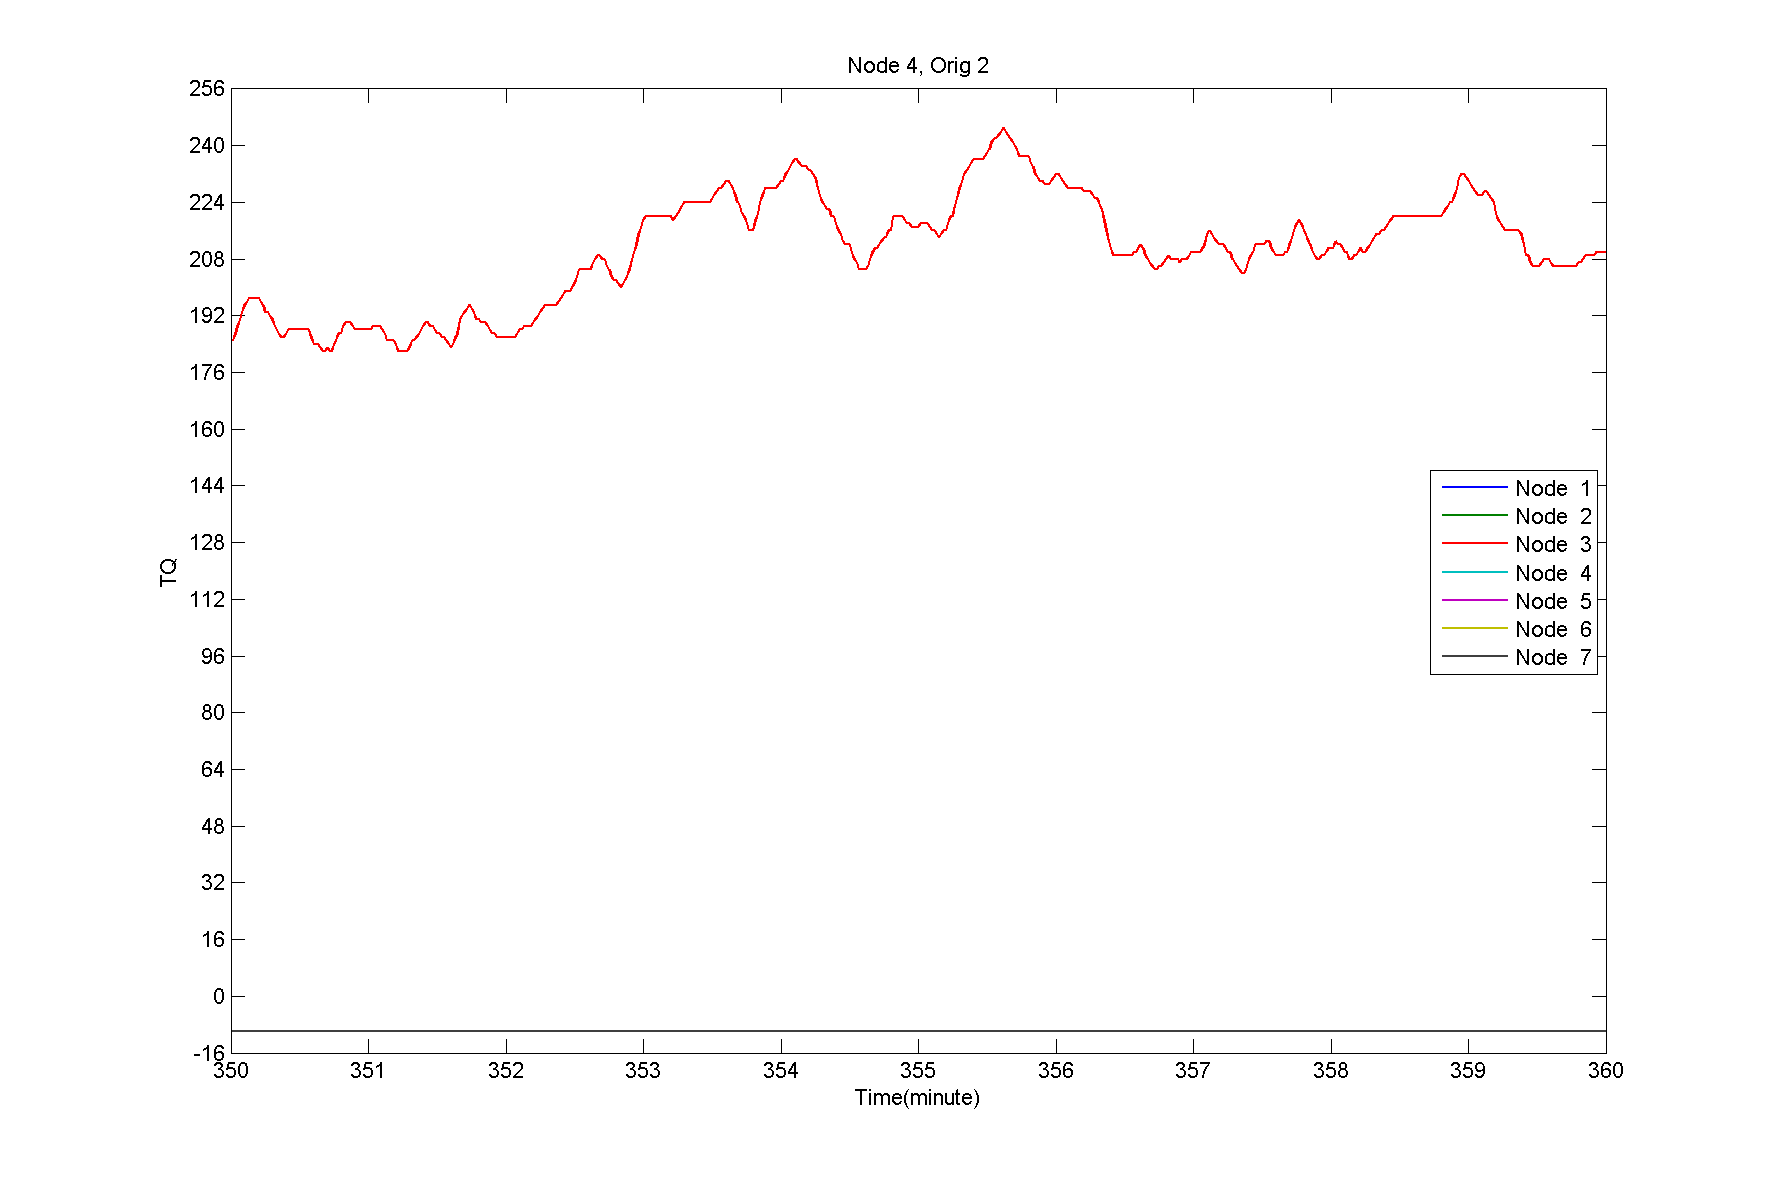 Node 4, Orig 2
256
240
224
208
192
176
160
144
128
112
96
80
64
48
32
16
0
-16
TQ
Node 1
Node 2
Node 3
Node 4
Node 5
Node 6
Node 7
350 351 352 353 354 355 356 357 358 359 360
Time(minute)